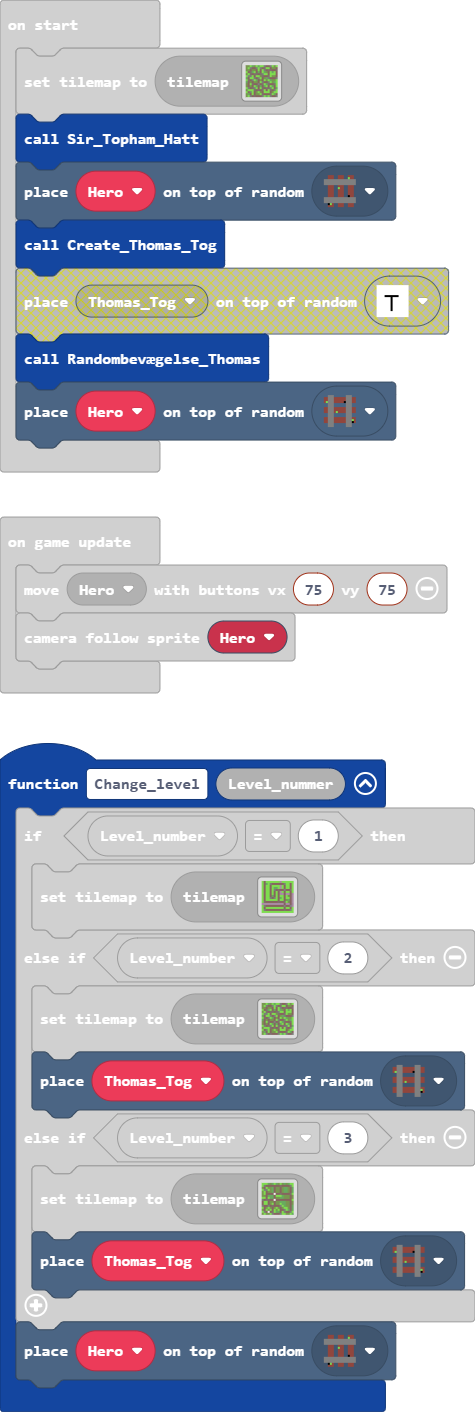 on start
set tilemap to tilemap
call Sir_Topham_Hatt
place Hero on top of random
call Create_Thomas_Tog
place Thomas_Tog on top of random T
call Randombevægelse_Thomas
place Hero on top of random
on game update
move Hero with buttons vx 75 vy 75
camera follow sprite Hero
function Change_level Level_nummer
if Level_number = 1 then
set tilemap to tilemap
else if Level_number = 2 then
set tilemap to tilemap
place Thomas_Tog on top of random
else if Level_number = 3 then
set tilemap to tilemap
place Thomas_Tog on top of random
place Hero on top of random